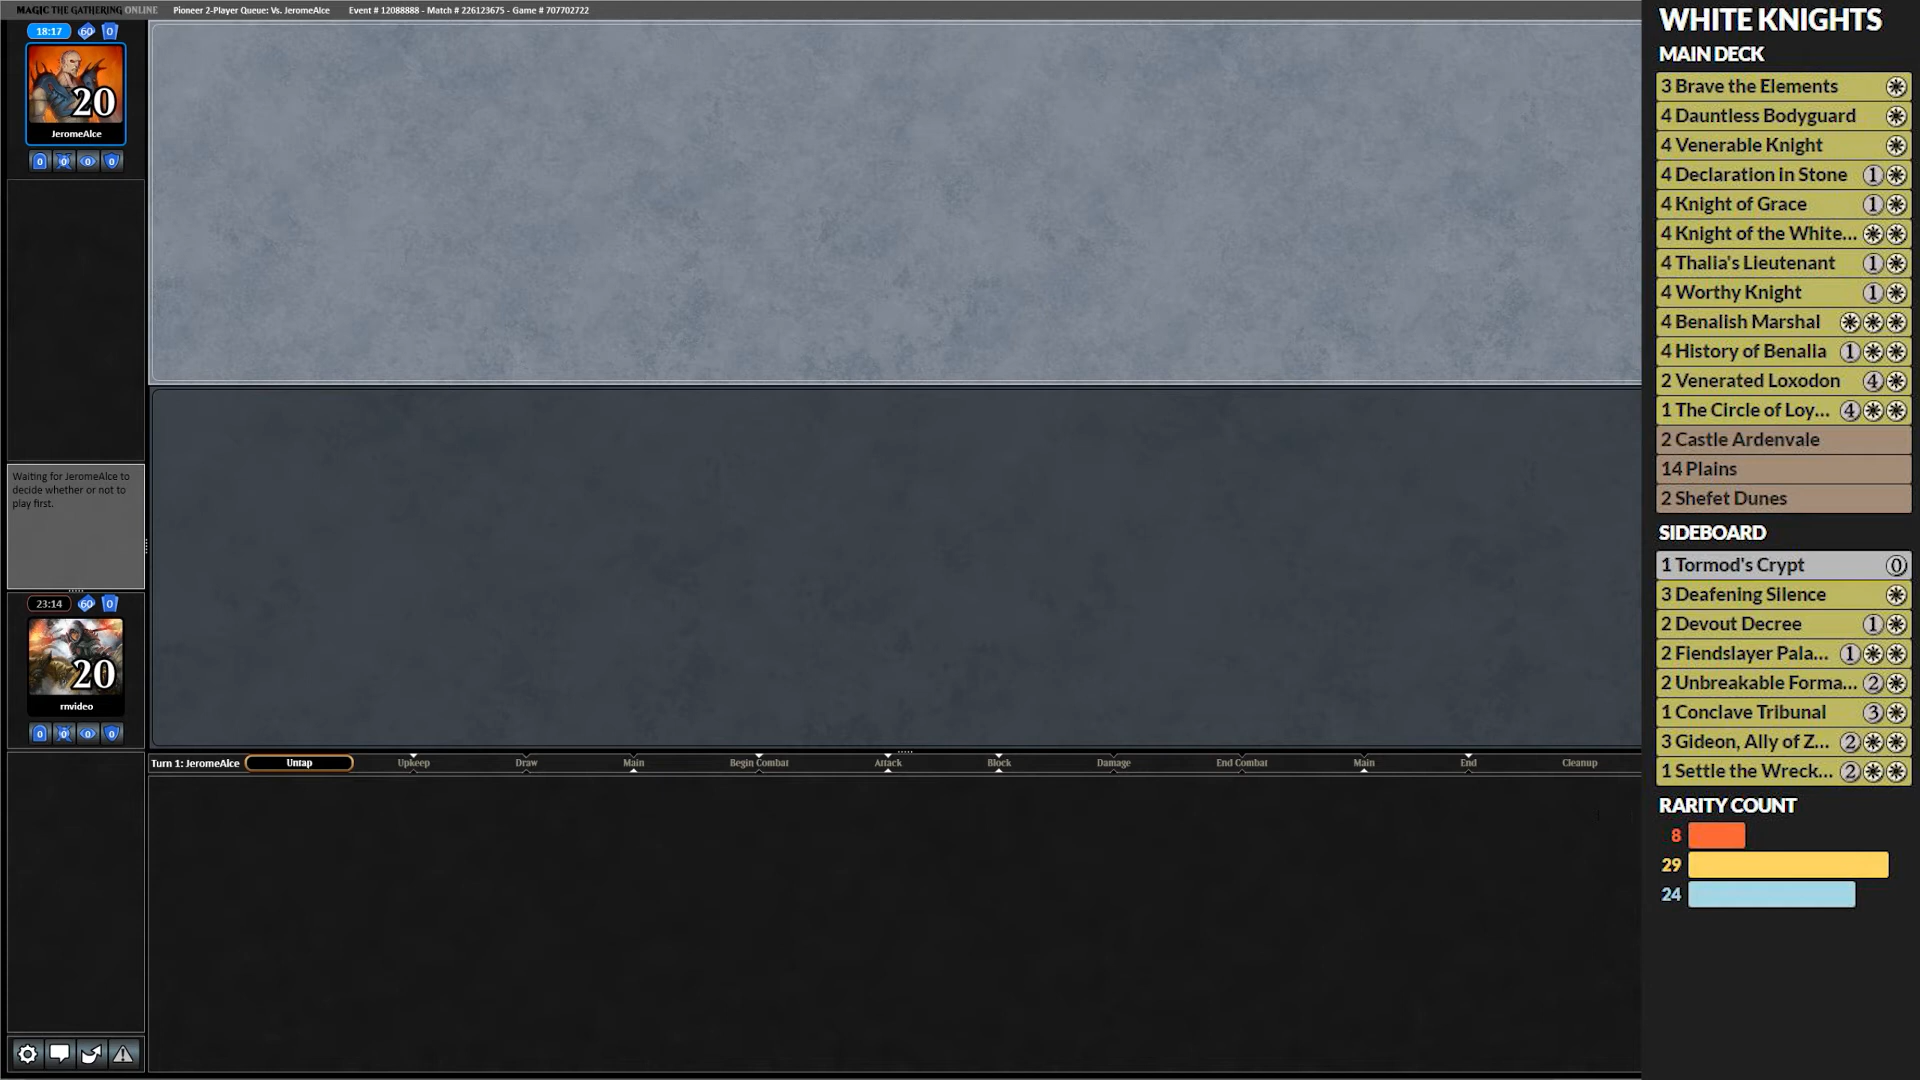 MAGIC THE GATHERING ONLINE Pioneer 2-Player Queue: Vs. JeromeAlce Event # 12088888 - Match # 226123675 - Game # 707702722
18:17 60 0
20
JeromeAlce
0 0 0 0
Waiting for JeromeAlce to
decide whether or not to
play first.
23:14 60 0
20
rnvideo
0 0 0 0
Turn 1: JeromeAlce Untap Upkeep Draw Main Begin Combat Attack Block Damage End Combat Main End Cleanup
WHITE KNIGHTS
MAIN DECK
3 Brave the Elements
4 Dauntless Bodyguard
4 Venerable Knight
4 Declaration in Stone 1
4 Knight of Grace 1
4 Knight of the White...
4 Thalia's Lieutenant 1
4 Worthy Knight 1
4 Benalish Marshal
4 History of Benalia 1
2 Venerated Loxodon 4
1 The Circle of Loy... 4
2 Castle Ardenvale
14 Plains
2 Shefet Dunes
SIDEBOARD
1 Tormod's Crypt 0
3 Deafening Silence
2 Devout Decree 1
2 Fiendslayer Pala... 1
2 Unbreakable Forma... 2
1 Conclave Tribunal 3
3 Gideon, Ally of Z... 2
1 Settle the Wreck... 2
RARITY COUNT
8
29
24